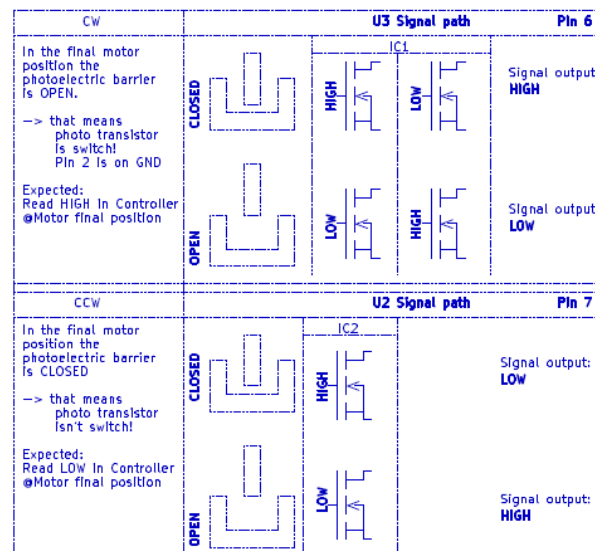 CW
U3 Signal path
Pin 6
In the final motor
position the
photoelectric barrier
is OPEN.
--> that means
photo transistor
is switch!
Pin 2 is on GND
Expected:
Read HIGH in Controller
@Motor final position
CLOSED
IC1
HIGH
LOW
Signal output:
HIGH
OPEN
LOW
HIGH
Signal output:
LOW
CCW
U2 Signal path
Pin 7
In the final motor
position the
photoelectric barrier
is CLOSED
--> that means
photo transistor
isn't switch!
Expected:
Read LOW in Controller
@Motor final position
CLOSED
IC2
HIGH
Signal output:
LOW
OPEN
LOW
Signal output:
HIGH